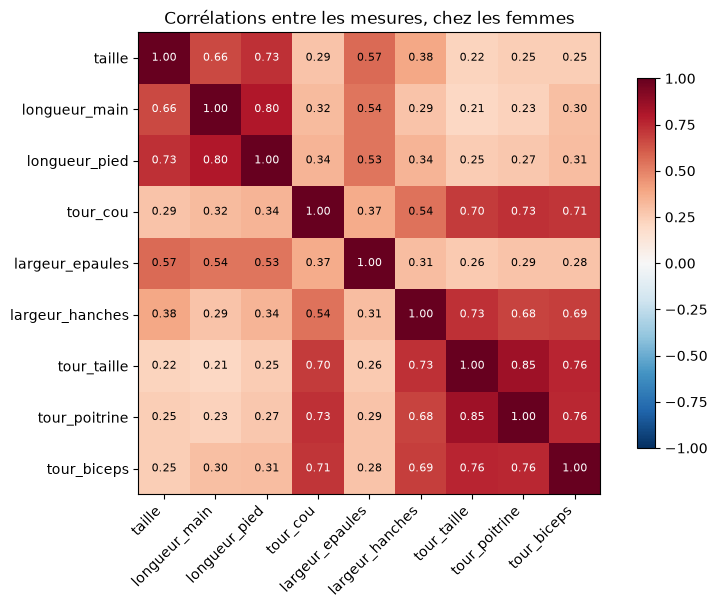 Corrélations entre les mesures, chez les femmes
taille 1.00 0.66 0.73 0.29 0.57 0.38 0.22 0.25 0.25
longueur_main 0.66 1.00 0.80 0.32 0.54 0.29 0.21 0.23 0.30
longueur_pied 0.73 0.80 1.00 0.34 0.53 0.34 0.25 0.27 0.31
tour_cou 0.29 0.32 0.34 1.00 0.37 0.54 0.70 0.73 0.71
largeur_epaules 0.57 0.54 0.53 0.37 1.00 0.31 0.26 0.29 0.28
largeur_hanches 0.38 0.29 0.34 0.54 0.31 1.00 0.73 0.68 0.69
tour_taille 0.22 0.21 0.25 0.70 0.26 0.73 1.00 0.85 0.76
tour_poitrine 0.25 0.23 0.27 0.73 0.29 0.68 0.85 1.00 0.76
tour_biceps 0.25 0.30 0.31 0.71 0.28 0.69 0.76 0.76 1.00
taille
longueur_main
longueur_pied
tour_cou
largeur_epaules
largeur_hanches
tour_taille
tour_poitrine
tour_biceps
1.00
0.75
0.50
0.25
0.00
−0.25
−0.50
−0.75
−1.00